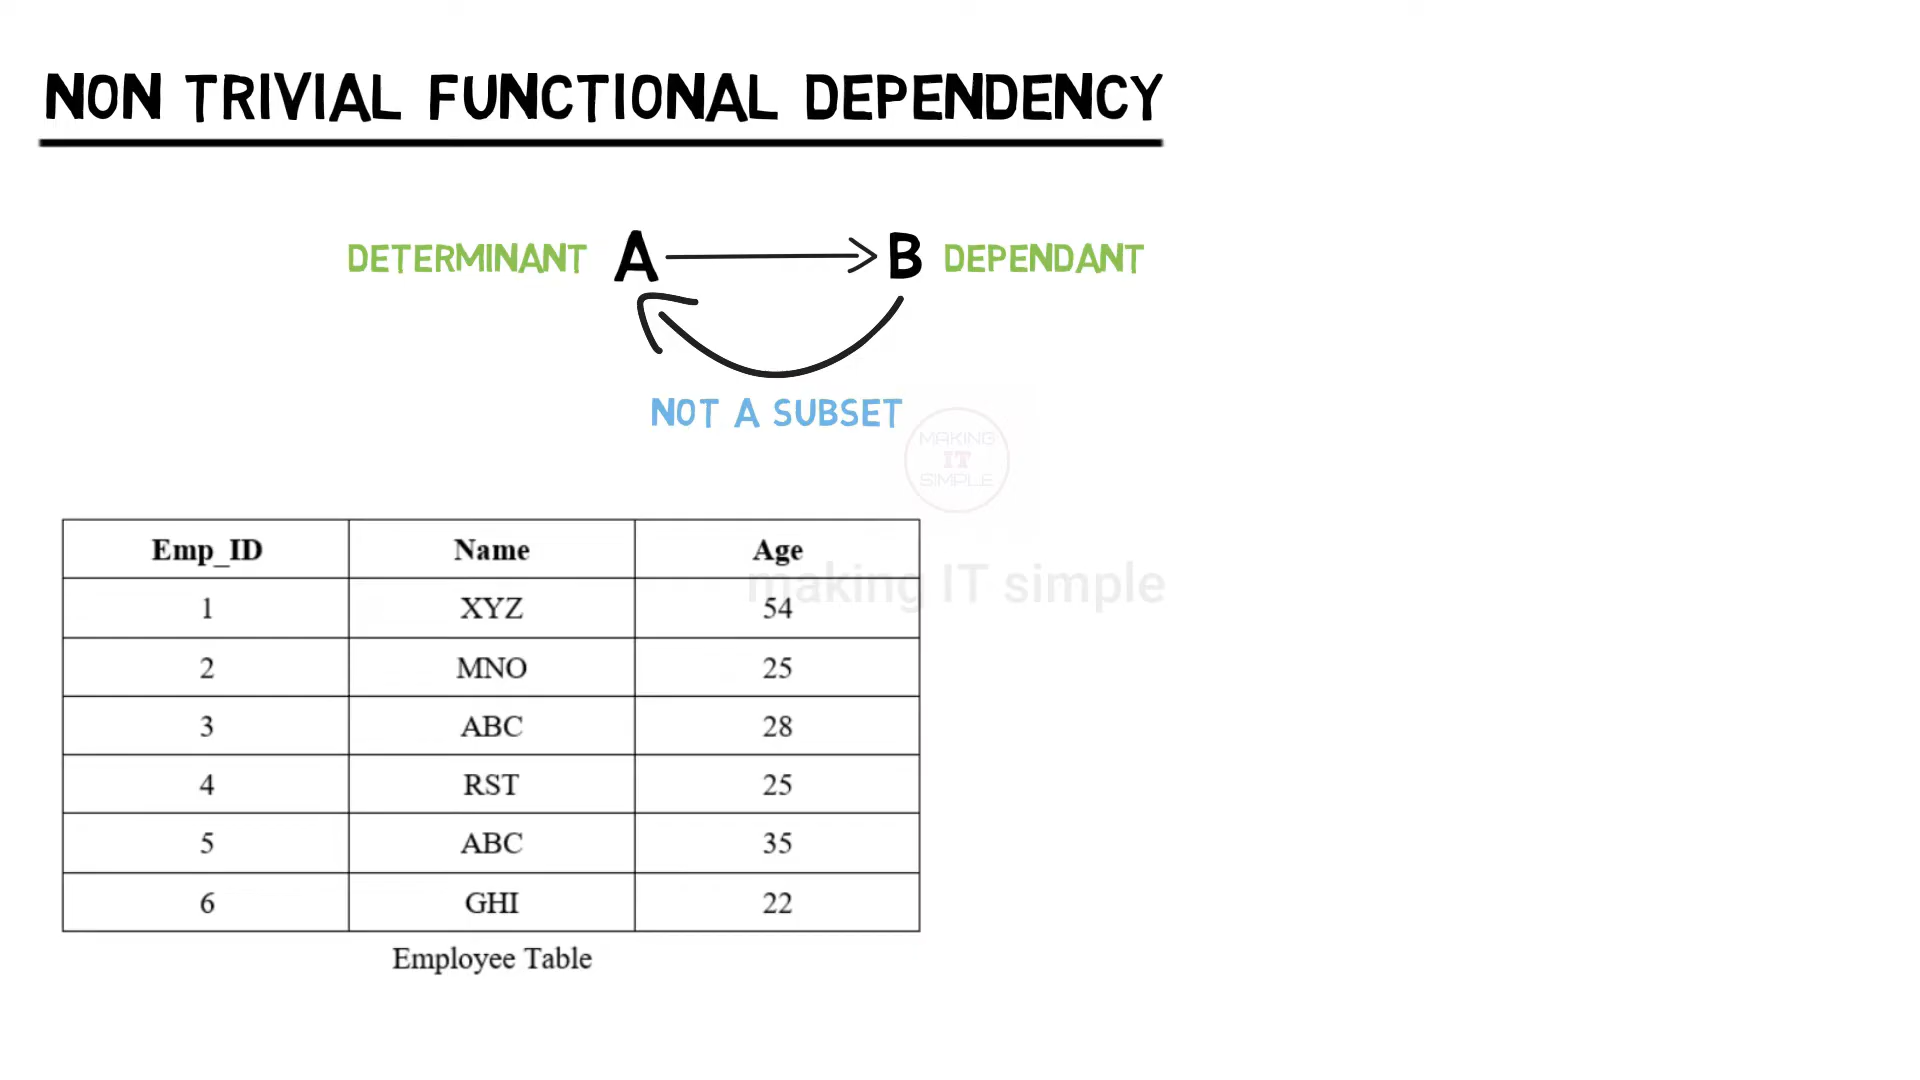 NON TRIVIAL FUNCTIONAL DEPENDENCY
DETERMINANT A B DEPENDANT
NOT A SUBSET
MAKING
IT
SIMPLE
Emp_ID Name Age
making IT simple
1 XYZ 54
2 MNO 25
3 ABC 28
4 RST 25
5 ABC 35
6 GHI 22
Employee Table